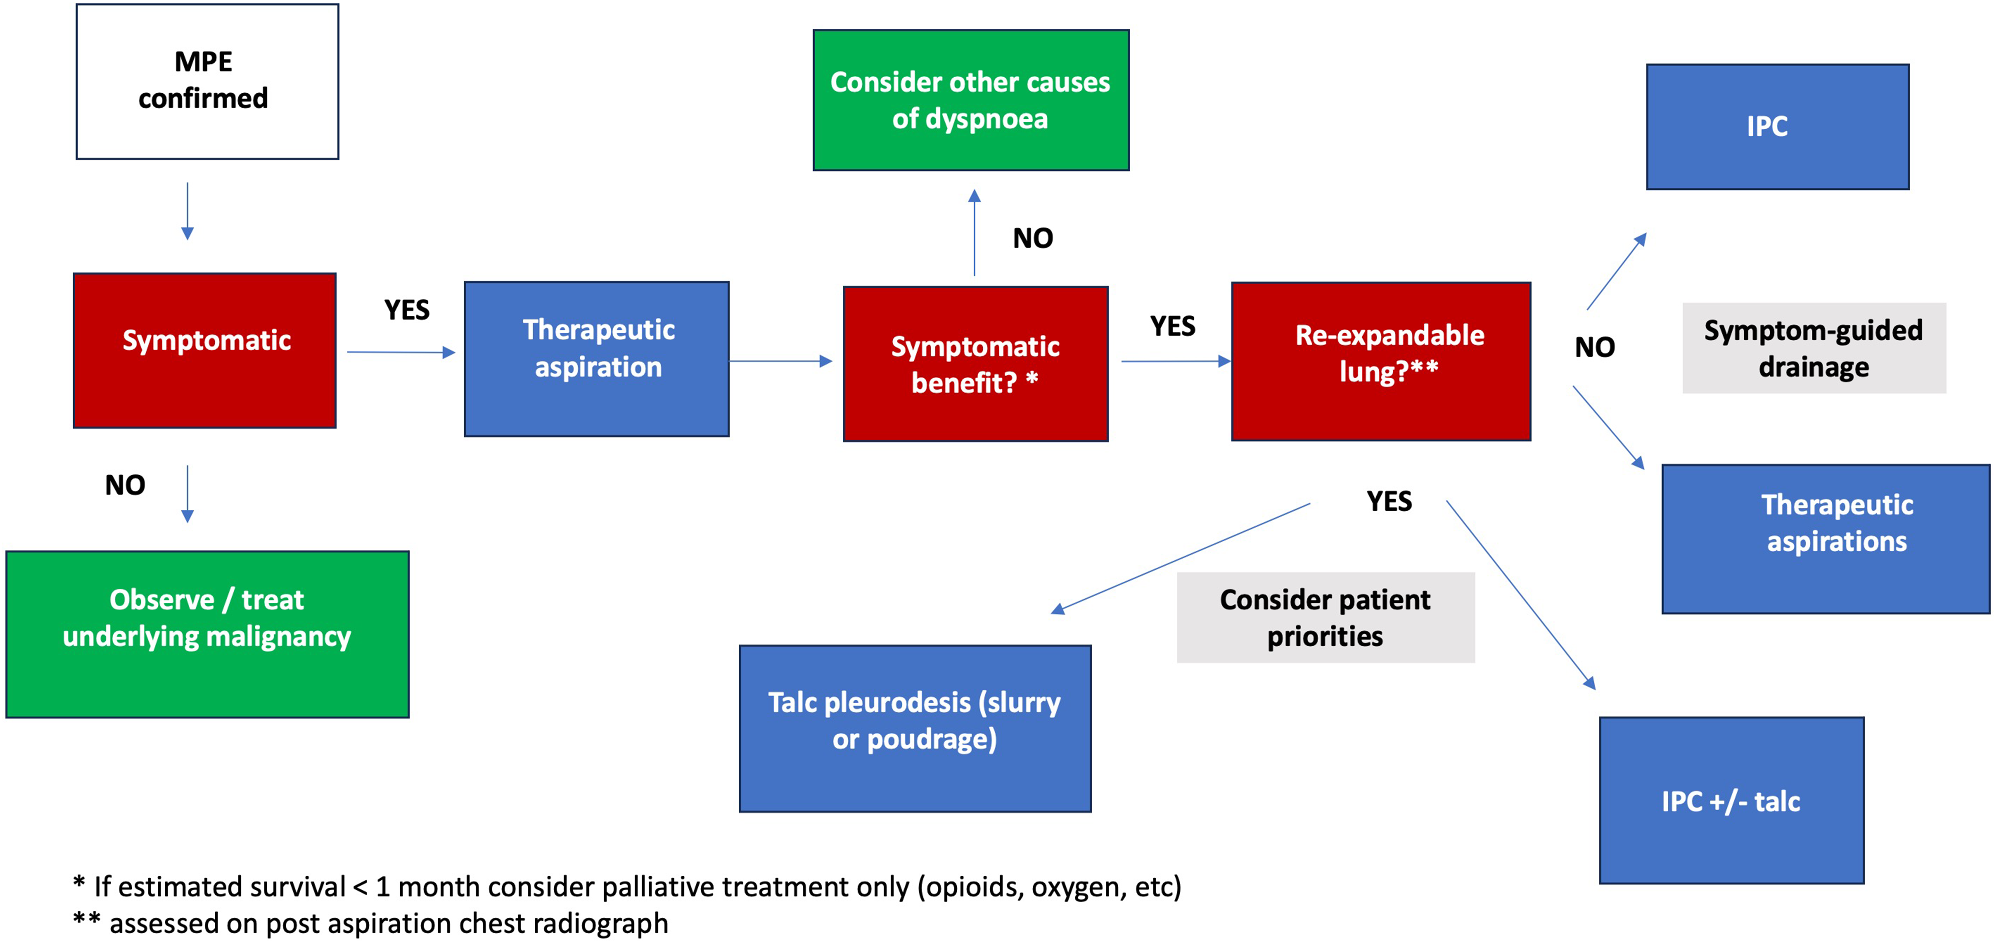 MPE
confirmed
Symptomatic
YES
NO
Observe / treat
underlying malignancy
Therapeutic
aspiration
Symptomatic
benefit? *
NO
Consider other causes
of dyspnoea
YES
Re-expandable
lung?**
NO
IPC
Symptom-guided
drainage
Therapeutic
aspirations
YES
Consider patient
priorities
Talc pleurodesis (slurry
or poudrage)
IPC +/- talc
* If estimated survival < 1 month consider palliative treatment only (opioids, oxygen, etc)
** assessed on post aspiration chest radiograph